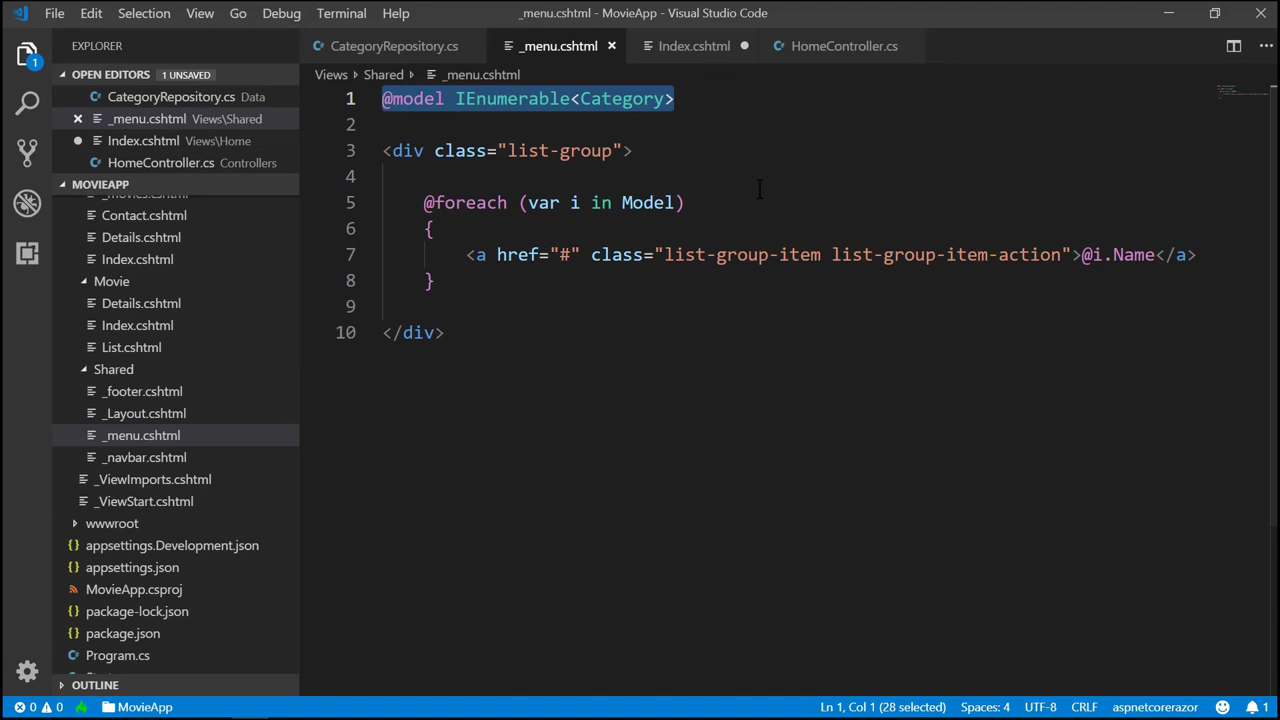 File Edit Selection View Go Debug Terminal Help _menu.cshtml - MovieApp - Visual Studio Code
EXPLORER
CategoryRepository.cs _menu.cshtml Index.cshtml HomeController.cs
OPEN EDITORS 1 UNSAVED
CategoryRepository.cs Data
_menu.cshtml Views\Shared
Index.cshtml Views\Home
HomeController.cs Controllers
MOVIEAPP
_movies.cshtml
Contact.cshtml
Details.cshtml
Index.cshtml
Movie
Details.cshtml
Index.cshtml
List.cshtml
Shared
_footer.cshtml
_Layout.cshtml
_menu.cshtml
_navbar.cshtml
_ViewImports.cshtml
_ViewStart.cshtml
wwwroot
appsettings.Development.json
appsettings.json
MovieApp.csproj
package-lock.json
package.json
Program.cs
OUTLINE
Views Shared _menu.cshtml
1 @model IEnumerable<Category>
2
3 <div class="list-group">
4
5 @foreach (var i in Model)
6 {
7 <a href="#" class="list-group-item list-group-item-action">@i.Name</a>
8 }
9
10 </div>
0 0 MovieApp Ln 1, Col 1 (28 selected) Spaces: 4 UTF-8 CRLF aspnetcorerazor 1